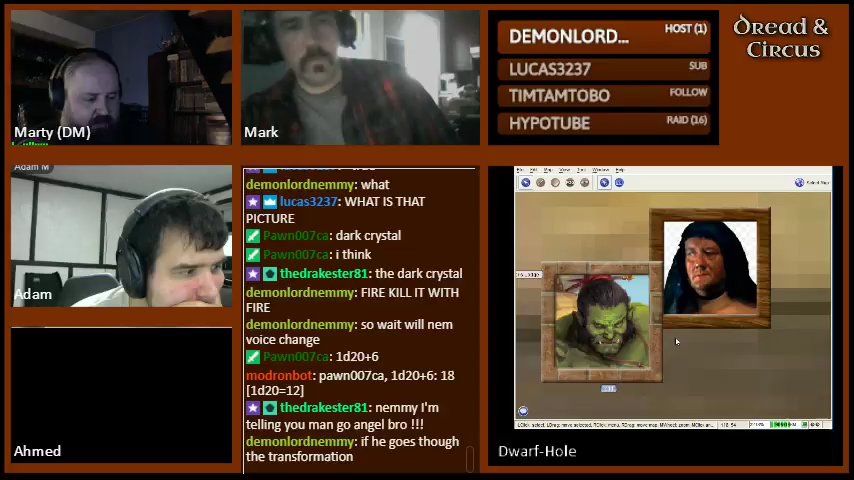 Marty (DM)
Mark
DEMONLORD...
HOST (1)
LUCAS3237
SUB
TIMTAMTOBO
FOLLOW
HYPOTUBE
RAID (16)
Dread &
Circus
Adam M
Adam
Ahmed
demonlordnemmy: what
lucas3237: WHAT IS THAT
PICTURE
Pawn007ca: dark crystal
Pawn007ca: i think
thedrakester81: the dark crystal
demonlordnemmy: FIRE KILL IT WITH
FIRE
demonlordnemmy: so wait will nem
voice change
Pawn007ca: 1d20+6
modronbot: pawn007ca, 1d20+6: 18
[1d20=12]
thedrakester81: nemmy I'm
telling you man go angel bro !!!
demonlordnemmy: if he goes though
the transformation
Select Map
Dwarf-Hole